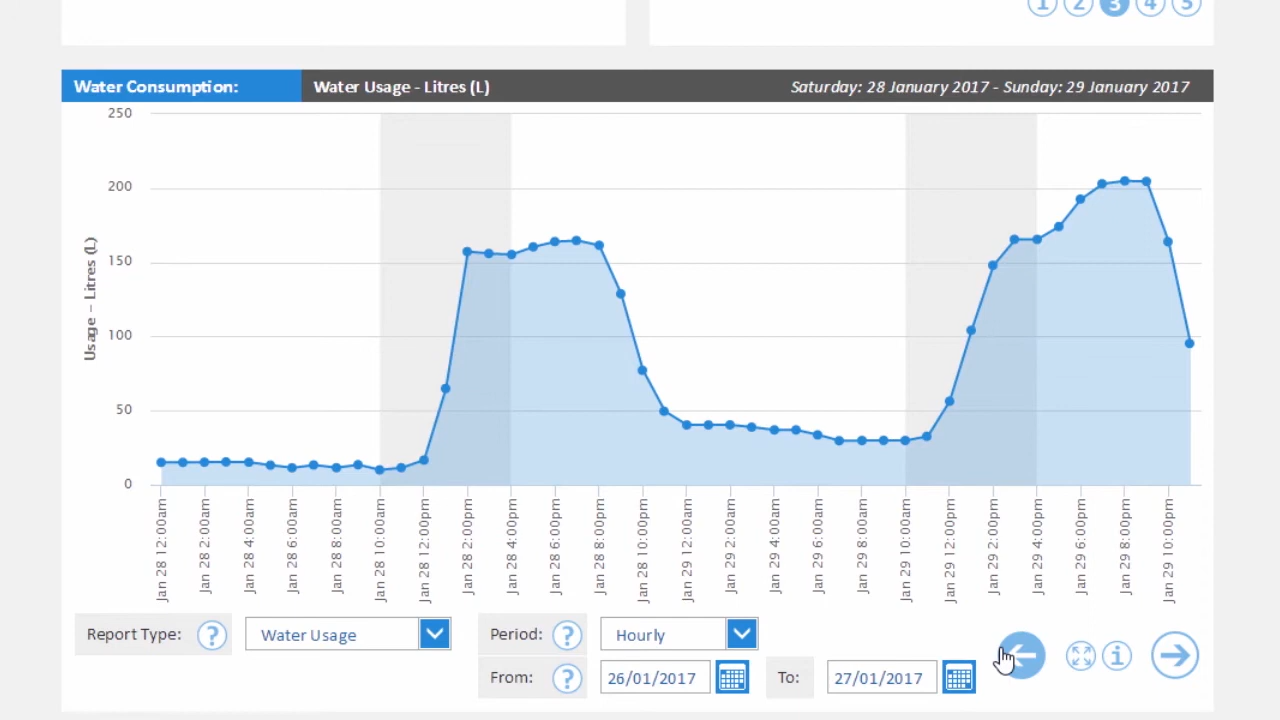 1 2 3 4 5
Water Consumption: Water Usage - Litres (L) Saturday: 28 January 2017 - Sunday: 29 January 2017
250
200
150
100
50
0
Usage – Litres (L)
Jan 28 12:00am
Jan 28 2:00am
Jan 28 4:00am
Jan 28 6:00am
Jan 28 8:00am
Jan 28 10:00am
Jan 28 12:00pm
Jan 28 2:00pm
Jan 28 4:00pm
Jan 28 6:00pm
Jan 28 8:00pm
Jan 28 10:00pm
Jan 29 12:00am
Jan 29 2:00am
Jan 29 4:00am
Jan 29 6:00am
Jan 29 8:00am
Jan 29 10:00am
Jan 29 12:00pm
Jan 29 2:00pm
Jan 29 4:00pm
Jan 29 6:00pm
Jan 29 8:00pm
Jan 29 10:00pm
Report Type: ? Water Usage Period: ? Hourly
From: ? 26/01/2017 To: 27/01/2017
i